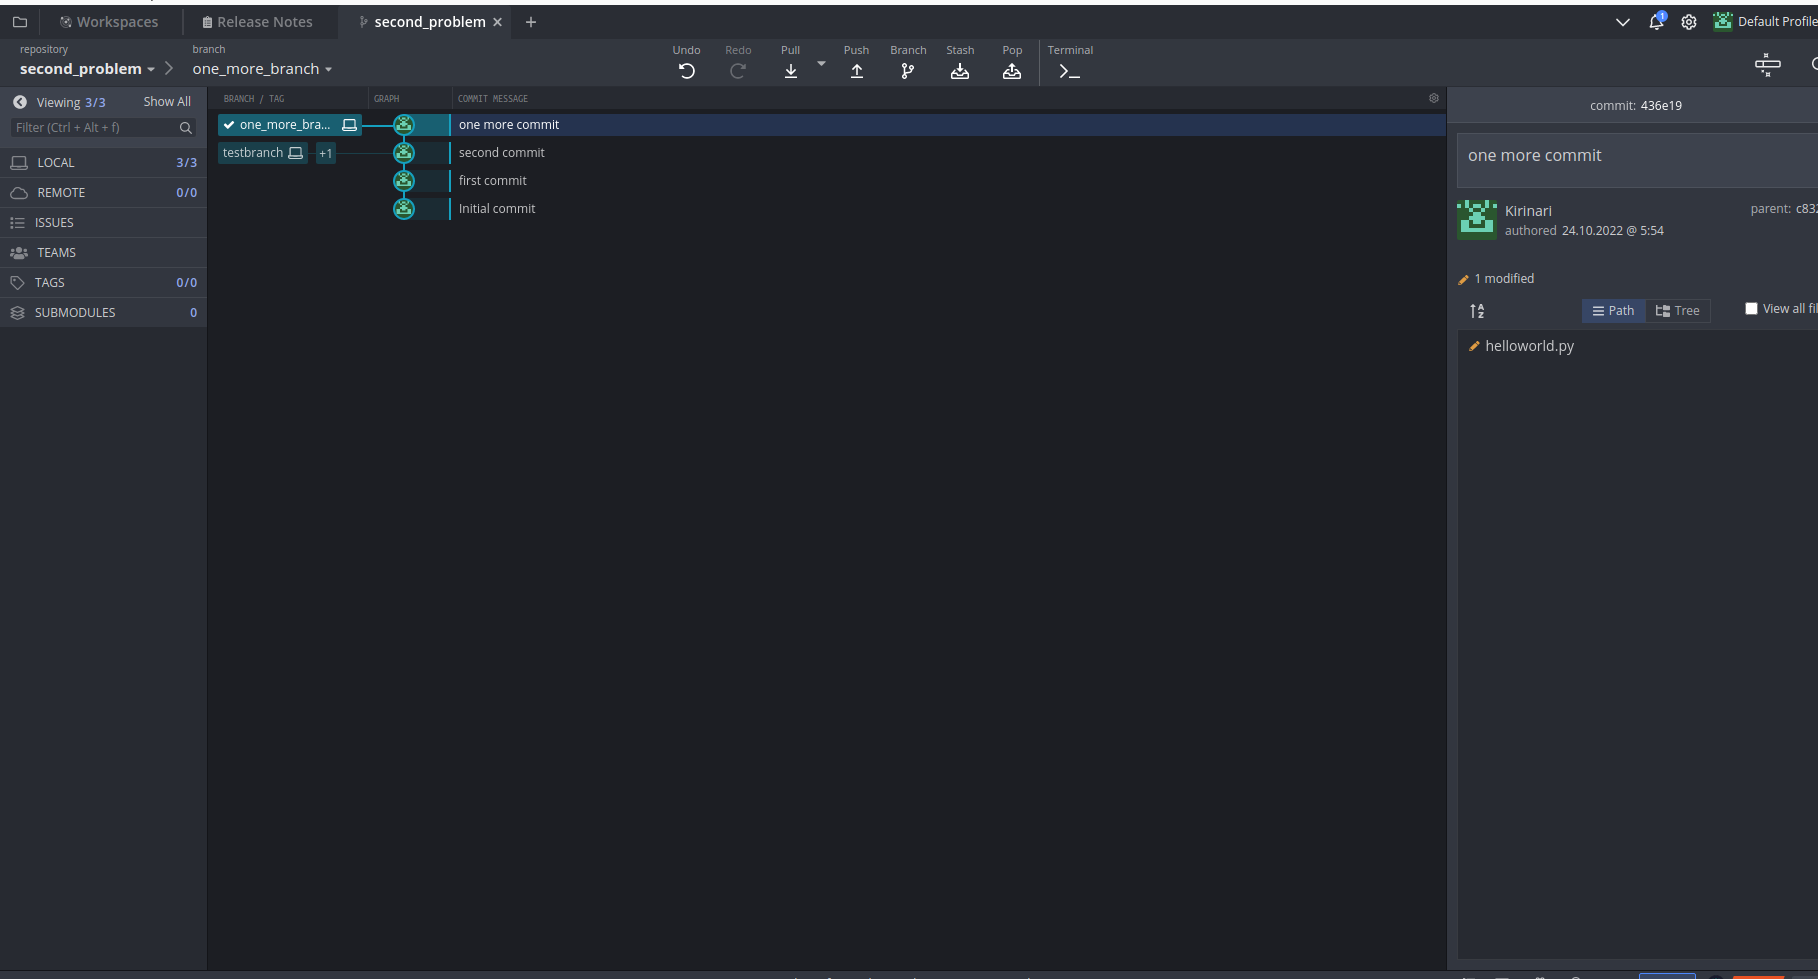 Workspaces
Release Notes
second_problem
1
Default Profile
repository
second_problem
branch
one_more_branch
Undo
Redo
Pull
Push
Branch
Stash
Pop
Terminal
Viewing 3/3
Show All
Filter (Ctrl + Alt + f)
LOCAL 3/3
REMOTE 0/0
ISSUES
TEAMS
TAGS 0/0
SUBMODULES 0
BRANCH / TAG
GRAPH
COMMIT MESSAGE
one_more_bra...
one more commit
testbranch
+1
second commit
first commit
Initial commit
commit: 436e19
one more commit
Kirinari
authored 24.10.2022 @ 5:54
parent: c832
1 modified
A
Z
Path
Tree
View all fil
helloworld.py